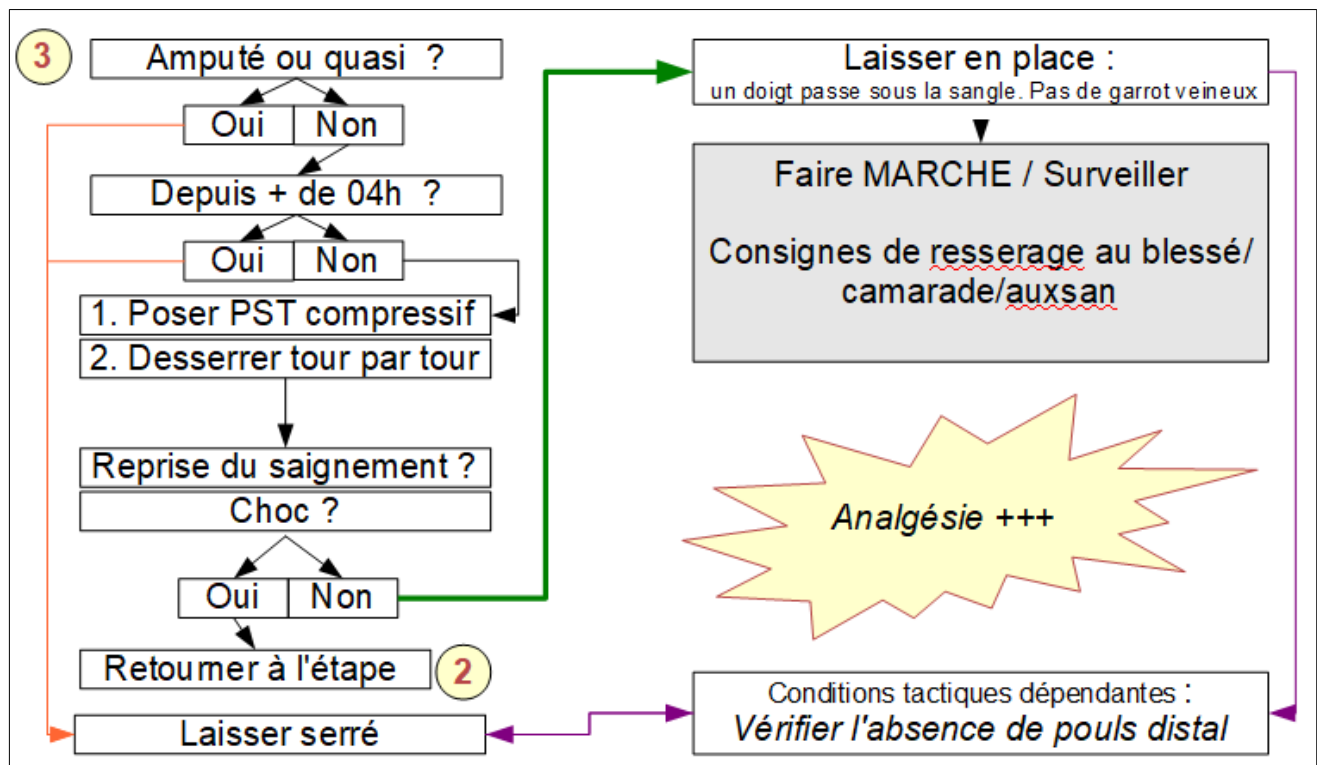 3
Amputé ou quasi ?
Oui
Non
Depuis + de 04h ?
Oui
Non
1. Poser PST compressif
2. Desserrer tour par tour
Reprise du saignement ?
Choc ?
Oui
Non
Retourner à l'étape
2
Laisser serré
Laisser en place :
un doigt passe sous la sangle. Pas de garrot veineux
Faire MARCHE / Surveiller
Consignes de resserage au blessé/
camarade/auxsan
Analgésie +++
Conditions tactiques dépendantes :
Vérifier l'absence de pouls distal